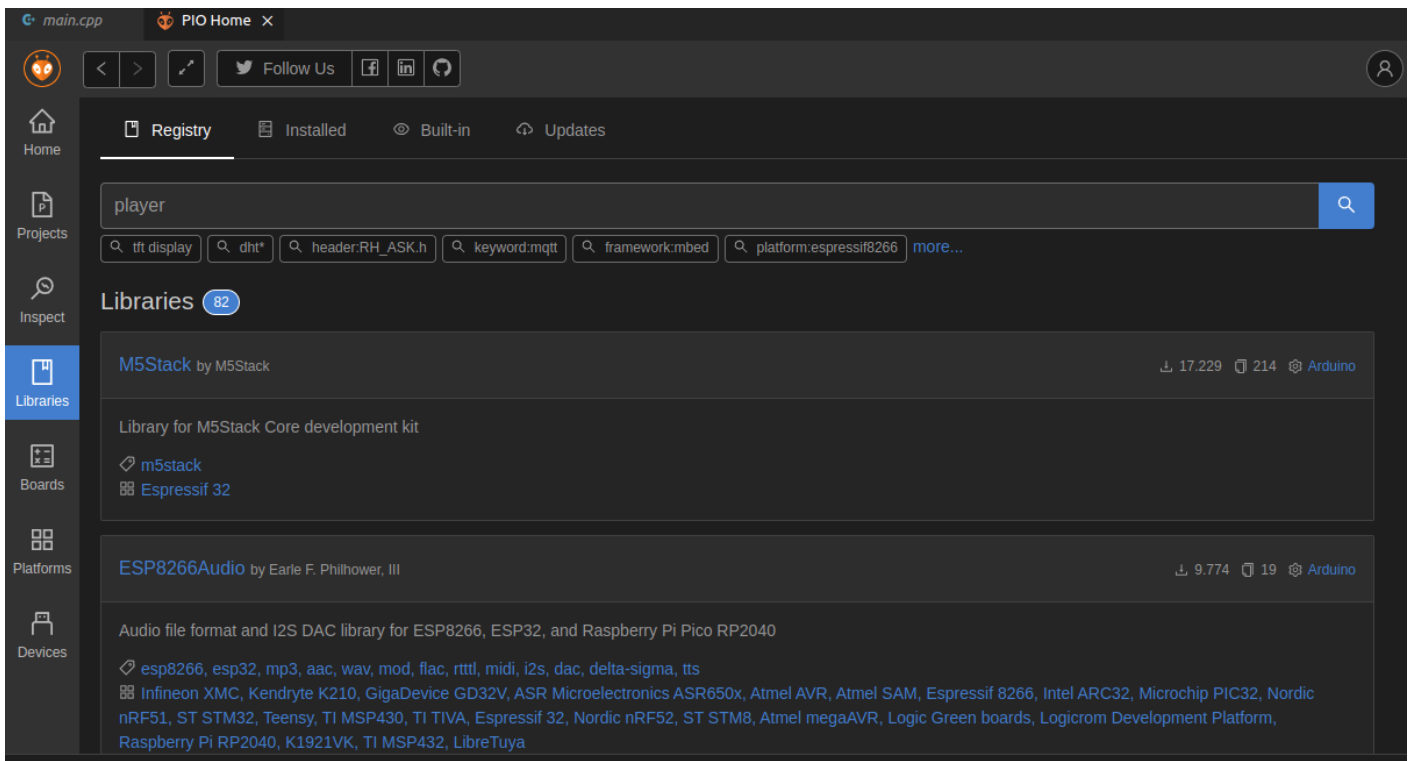 main.cpp
PIO Home
Follow Us
Home
Projects
Inspect
Libraries
Boards
Platforms
Devices
Registry
Installed
Built-in
Updates
player
tft display
dht*
header:RH_ASK.h
keyword:mqtt
framework:mbed
platform:espressif8266
more...
Libraries 82
M5Stack by M5Stack
17.229 214 Arduino
Library for M5Stack Core development kit
m5stack
Espressif 32
ESP8266Audio by Earle F. Philhower, III
9.774 19 Arduino
Audio file format and I2S DAC library for ESP8266, ESP32, and Raspberry Pi Pico RP2040
esp8266, esp32, mp3, aac, wav, mod, flac, rtttl, midi, i2s, dac, delta-sigma, tts
Infineon XMC, Kendryte K210, GigaDevice GD32V, ASR Microelectronics ASR650x, Atmel AVR, Atmel SAM, Espressif 8266, Intel ARC32, Microchip PIC32, Nordic
nRF51, ST STM32, Teensy, TI MSP430, TI TIVA, Espressif 32, Nordic nRF52, ST STM8, Atmel megaAVR, Logic Green boards, Logicrom Development Platform,
Raspberry Pi RP2040, K1921VK, TI MSP432, LibreTuya